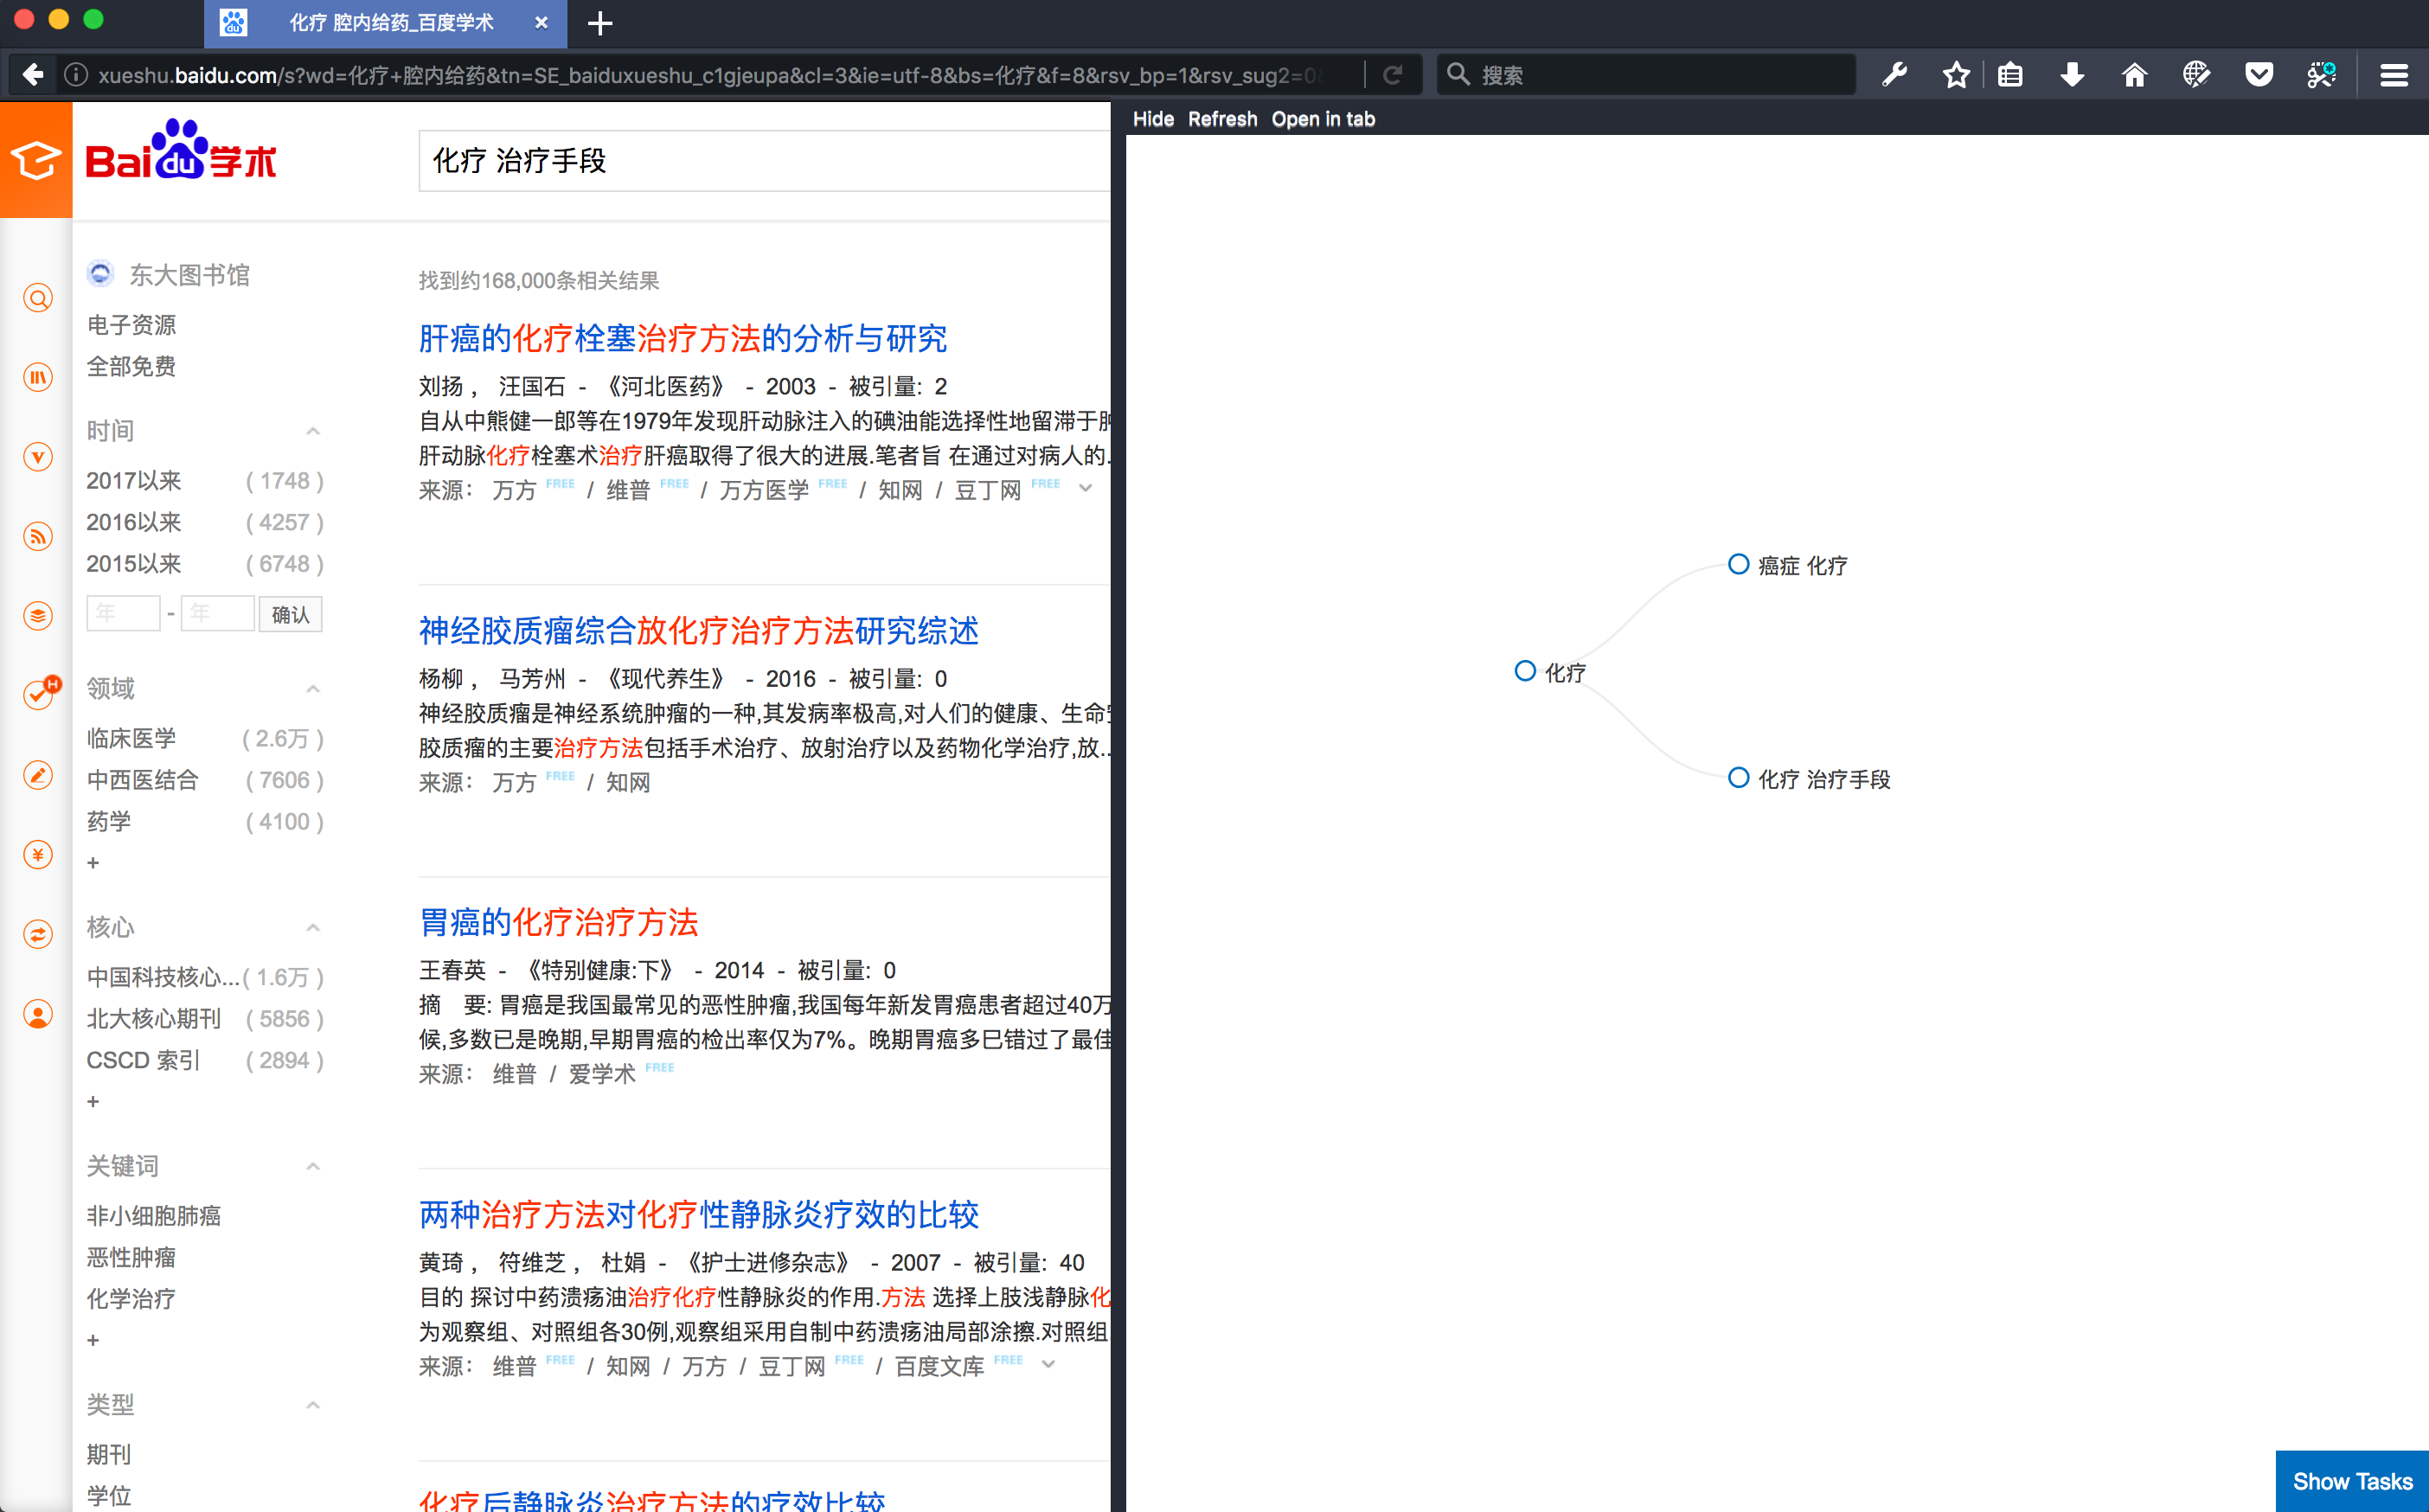 化疗 腔内给药_百度学术
xueshu.baidu.com/s?wd=化疗+腔内给药&tn=SE_baiduxueshu_c1gjeupa&cl=3&ie=utf-8&bs=化疗&f=8&rsv_bp=1&rsv_sug2=0
搜索
Hide Refresh Open in tab
Baidu学术
化疗 治疗手段
东大图书馆
电子资源
全部免费
时间
2017以来 ( 1748 )
2016以来 ( 4257 )
2015以来 ( 6748 )
年 - 年 确认
领域
临床医学 ( 2.6万 )
中西医结合 ( 7606 )
药学 ( 4100 )
+
核心
中国科技核心... ( 1.6万 )
北大核心期刊 ( 5856 )
CSCD 索引 ( 2894 )
+
关键词
非小细胞肺癌
恶性肿瘤
化学治疗
+
类型
期刊
学位
找到约168,000条相关结果
肝癌的化疗栓塞治疗方法的分析与研究
刘扬 , 汪国石 - 《河北医药》 - 2003 - 被引量: 2
自从中熊健一郎等在1979年发现肝动脉注入的碘油能选择性地留滞于
肝动脉化疗栓塞术治疗肝癌取得了很大的进展.笔者旨 在通过对病人的.
来源: 万方 FREE / 维普 FREE / 万方医学 FREE / 知网 / 豆丁网 FREE
神经胶质瘤综合放化疗治疗方法研究综述
杨柳 , 马芳州 - 《现代养生》 - 2016 - 被引量: 0
神经胶质瘤是神经系统肿瘤的一种,其发病率极高,对人们的健康、生命
胶质瘤的主要治疗方法包括手术治疗、放射治疗以及药物化学治疗,放..
来源: 万方 FREE / 知网
胃癌的化疗治疗方法
王春英 - 《特别健康:下》 - 2014 - 被引量: 0
摘 要: 胃癌是我国最常见的恶性肿瘤,我国每年新发胃癌患者超过40万
候,多数已是晚期,早期胃癌的检出率仅为7%。晚期胃癌多巳错过了最佳
来源: 维普 / 爱学术 FREE
两种治疗方法对化疗性静脉炎疗效的比较
黄琦 , 符维芝 , 杜娟 - 《护士进修杂志》 - 2007 - 被引量: 40
目的 探讨中药溃疡油治疗化疗性静脉炎的作用.方法 选择上肢浅静脉化
为观察组、对照组各30例,观察组采用自制中药溃疡油局部涂擦.对照组
来源: 维普 FREE / 知网 / 万方 / 豆丁网 FREE / 百度文库 FREE
化疗后静脉炎治疗方法的疗效比较
癌症 化疗
化疗
化疗 治疗手段
Show Tasks